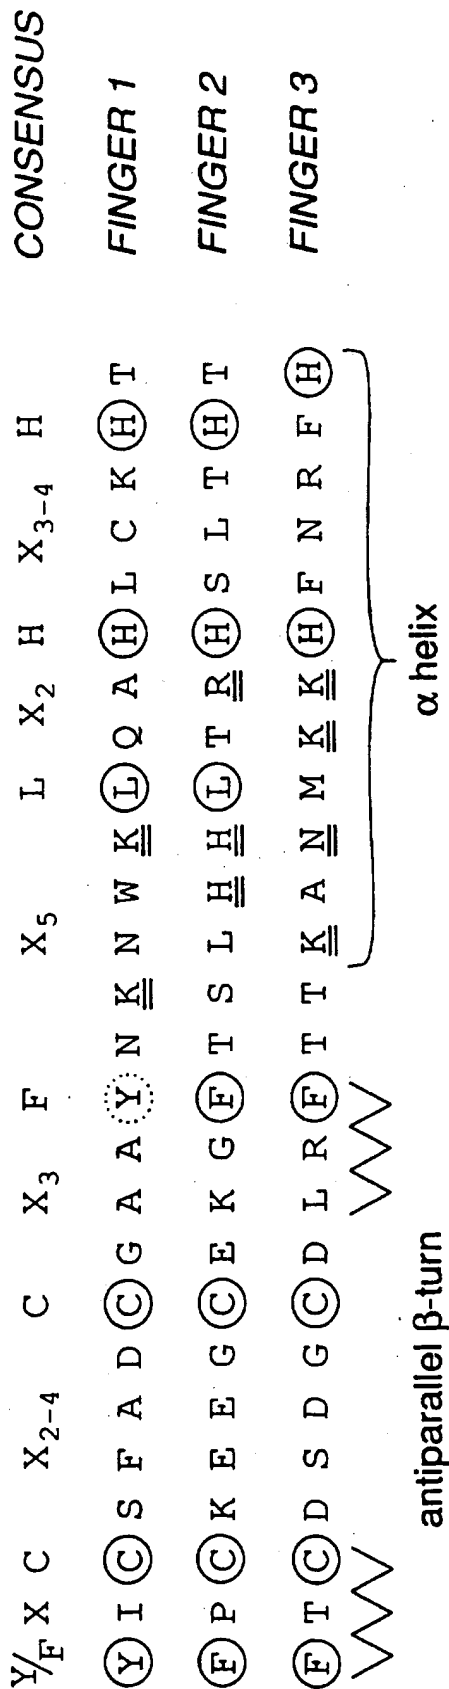 Y/F X C X2-4 C X3 F X5 L X2 H X3-4 H CONSENSUS
Y I C S F A D C G A A Y N K N W K L Q A H L C K H T FINGER 1
F P C K E E G C E K G F T S L H H L T R H S L T H T FINGER 2
F T C D S D G C D L R F T T K A N M K K H F N R F H FINGER 3
antiparallel β-turn α helix